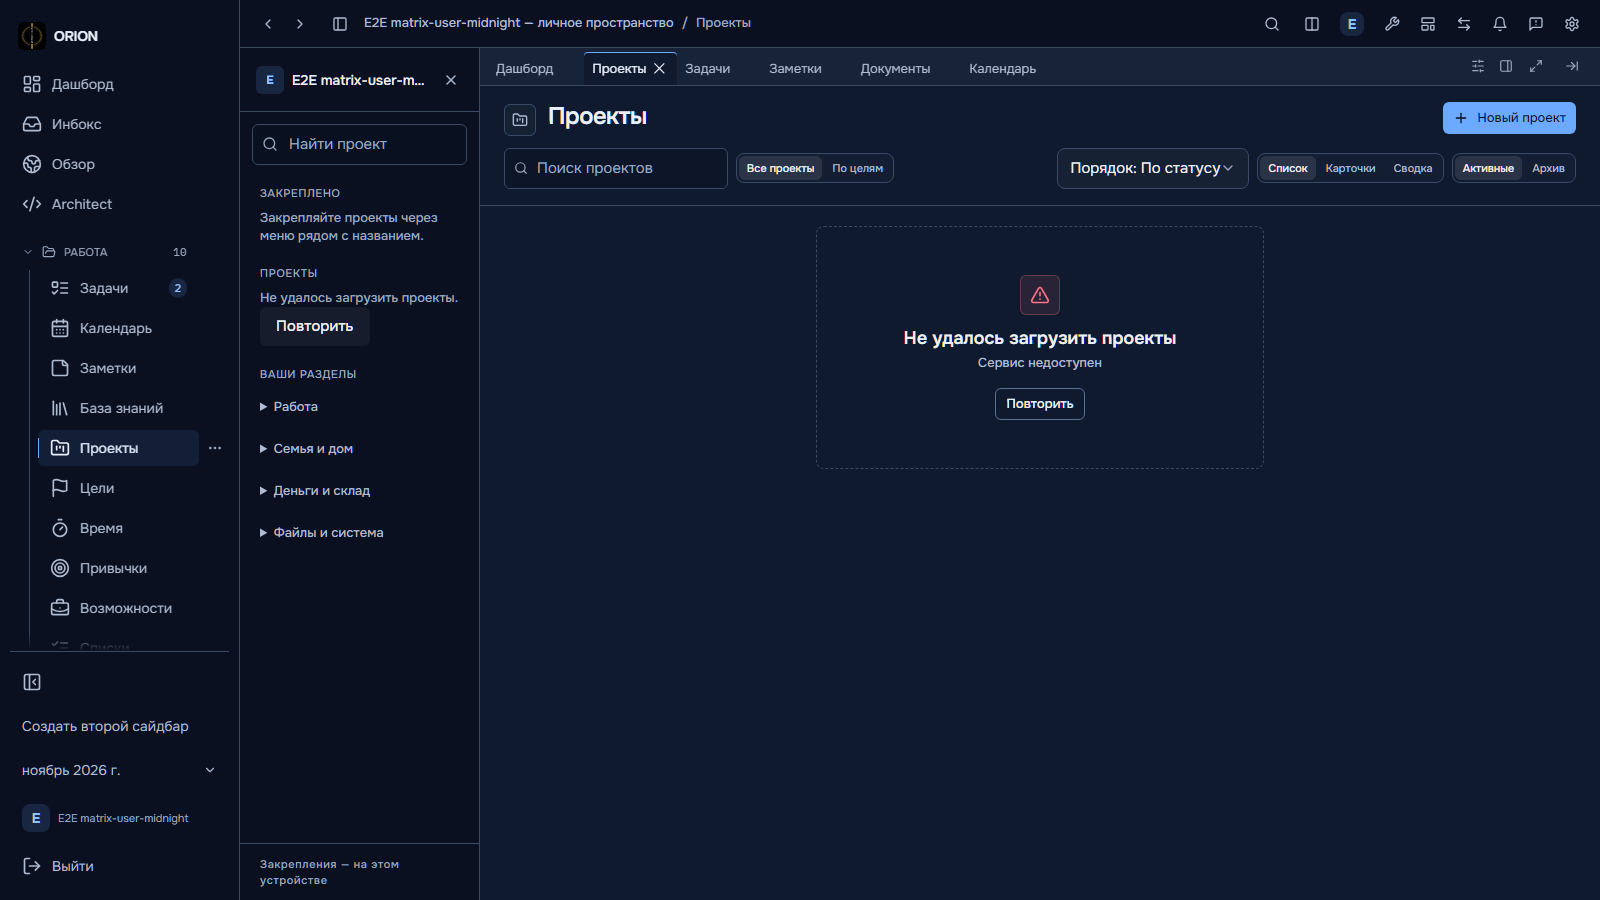 ORION
Дашборд
Инбокс
Обзор
Architect
РАБОТА 10
Задачи 2
Календарь
Заметки
База знаний
Проекты
Цели
Время
Привычки
Возможности
Списки
Создать второй сайдбар
ноябрь 2026 г.
E E2E matrix-user-midnight
Выйти
E2E matrix-user-midnight — личное пространство / Проекты
E
E E2E matrix-user-m...
Найти проект
ЗАКРЕПЛЕНО
Закрепляйте проекты через
меню рядом с названием.
ПРОЕКТЫ
Не удалось загрузить проекты.
Повторить
ВАШИ РАЗДЕЛЫ
Работа
Семья и дом
Деньги и склад
Файлы и система
Закрепления — на этом
устройстве
Дашборд Проекты Задачи Заметки Документы Календарь
Проекты
Новый проект
Поиск проектов Все проекты По целям Порядок: По статусу Список Карточки Сводка Активные Архив
Не удалось загрузить проекты
Сервис недоступен
Повторить